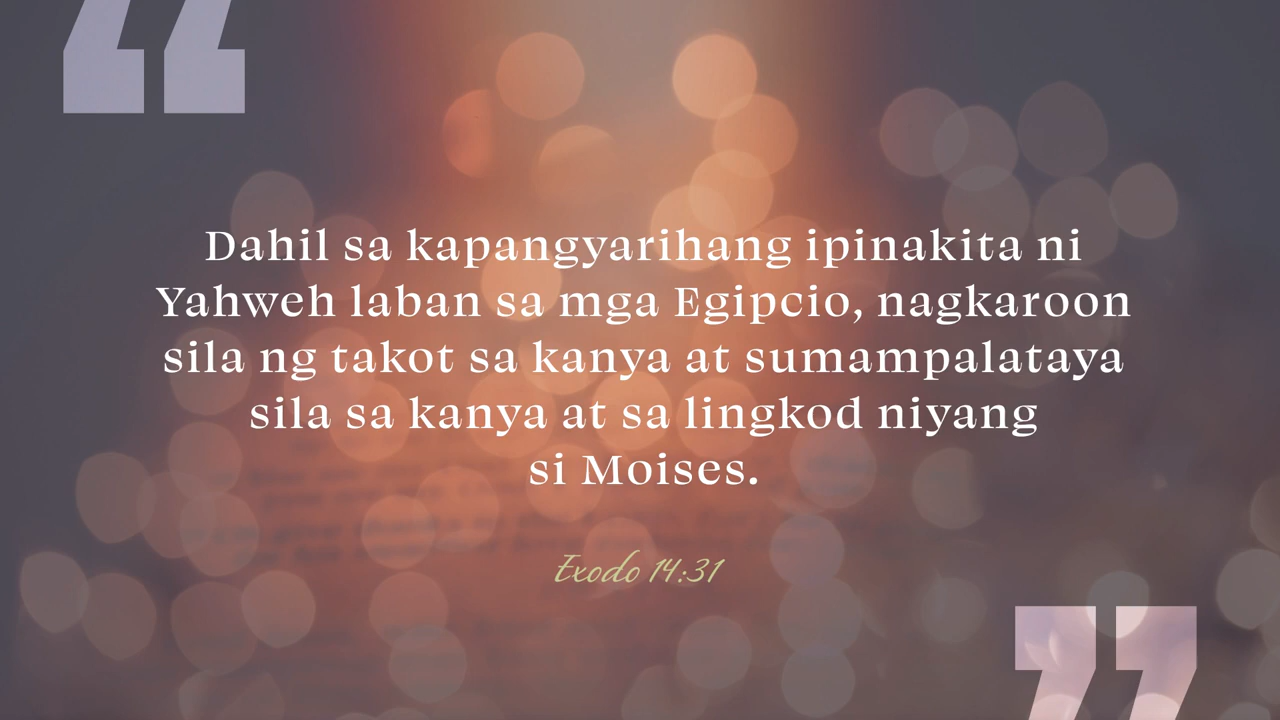 Dahil sa kapangyarihang ipinakita ni
Yahweh laban sa mga Egipcio, nagkaroon
sila ng takot sa kanya at sumampalataya
sila sa kanya at sa lingkod niyang
si Moises.
Exodo 14:31